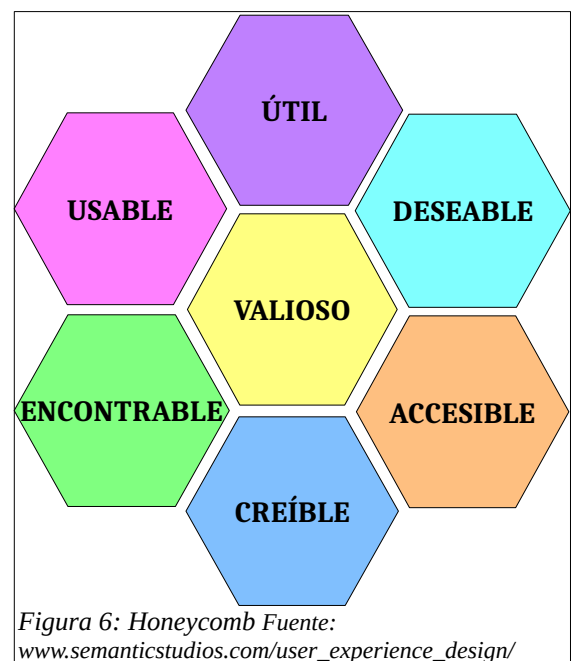 ÚTIL
USABLE
DESEABLE
VALIOSO
ENCONTRABLE
ACCESIBLE
CREÍBLE
Figura 6: Honeycomb Fuente:
www.semanticstudios.com/user_experience_design/